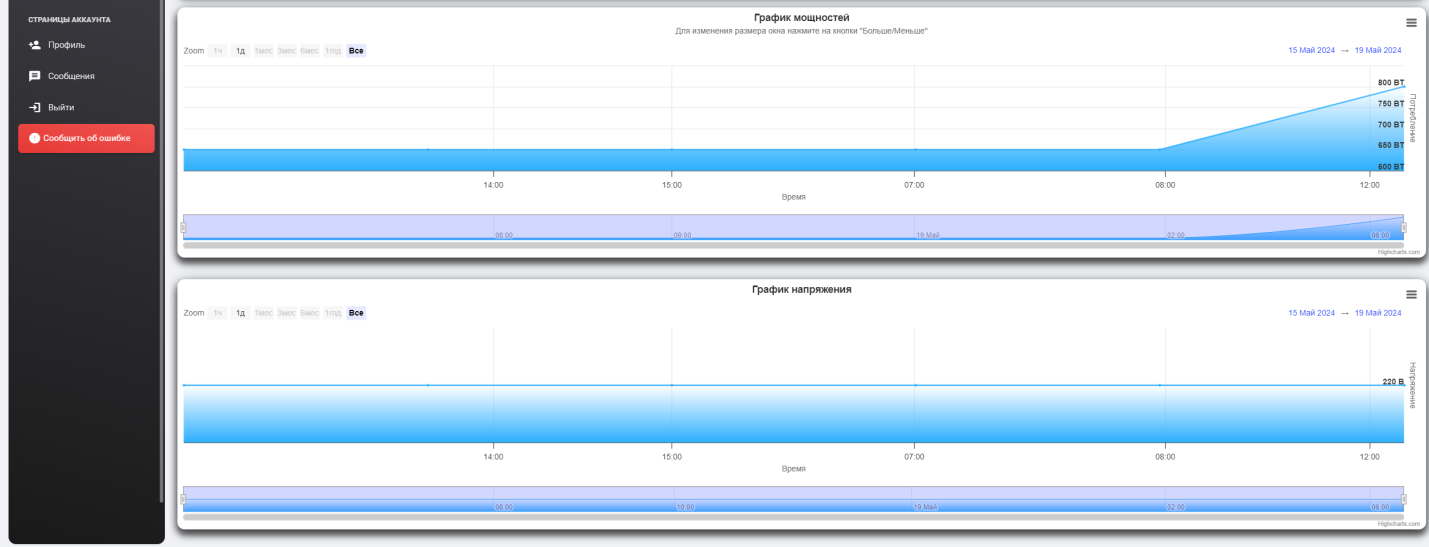 СТРАНИЦЫ АККАУНТА
Профиль
Сообщения
Выйти
Сообщить об ошибке
График мощностей
Для изменения размера окна нажмите на кнопки "Больше/Меньше"
Zoom 1ч 1д 1мес 3мес 6мес 1год Все
15 Май 2024 → 19 Май 2024
800 ВТ
750 ВТ
700 ВТ
650 ВТ
600 ВТ
Потребление
14:00 15:00 07:00 08:00 12:00
Время
08:00 09:00 19 Май 02:00 06:00
Highcharts.com
График напряжения
Zoom 1ч 1д 1мес 3мес 6мес 1год Все
15 Май 2024 → 19 Май 2024
220 В
Напряжение
14:00 15:00 07:00 08:00 12:00
Время
08:00 10:00 19 Май 02:00 06:00
Highcharts.com